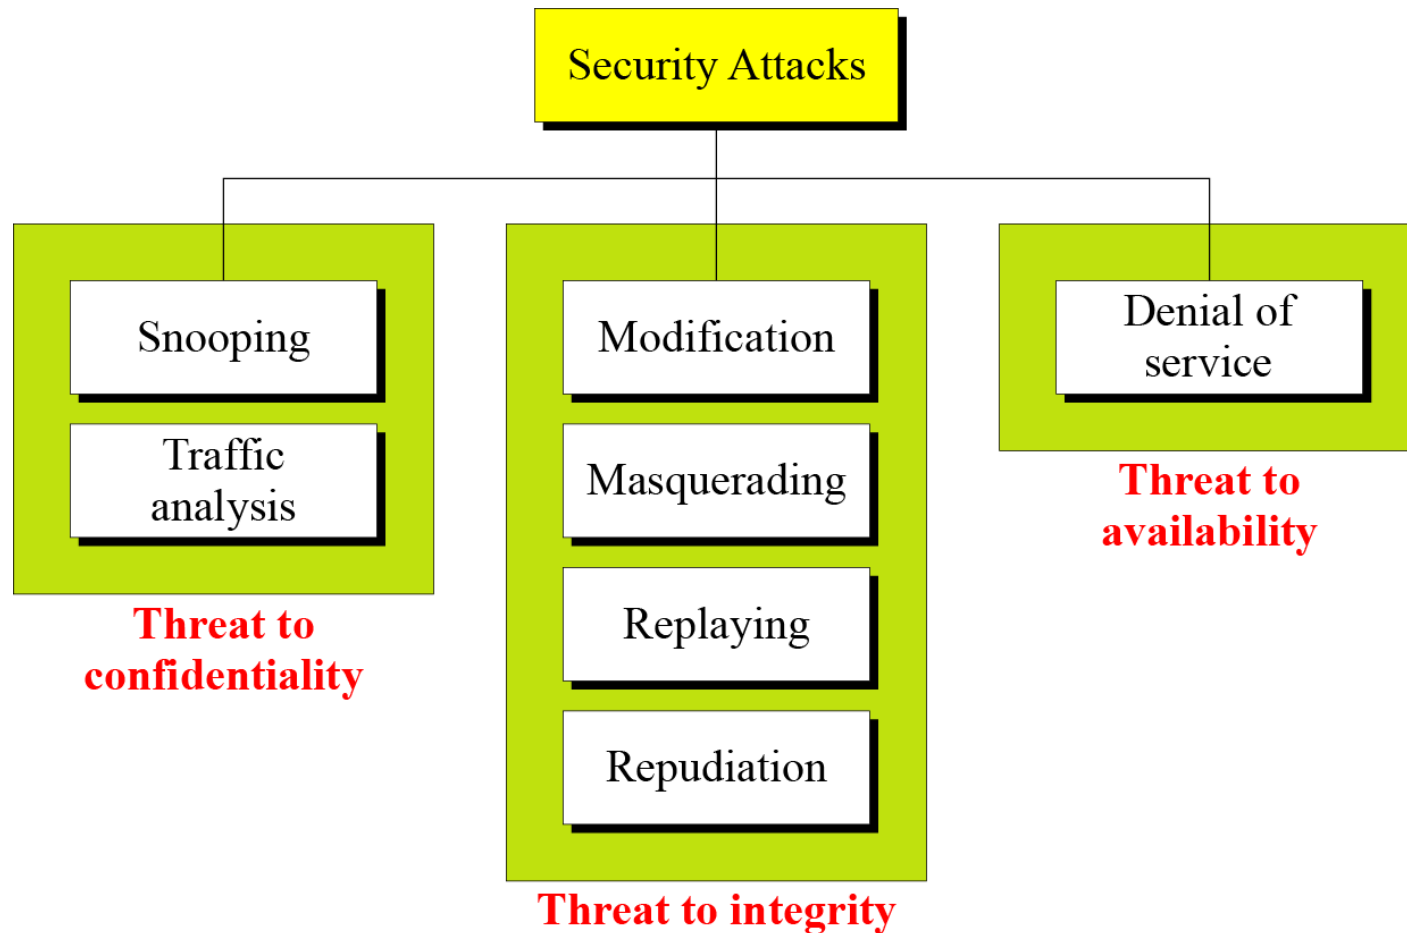 Security Attacks
Snooping
Traffic
analysis
Threat to
confidentiality
Modification
Masquerading
Replaying
Repudiation
Threat to integrity
Denial of
service
Threat to
availability